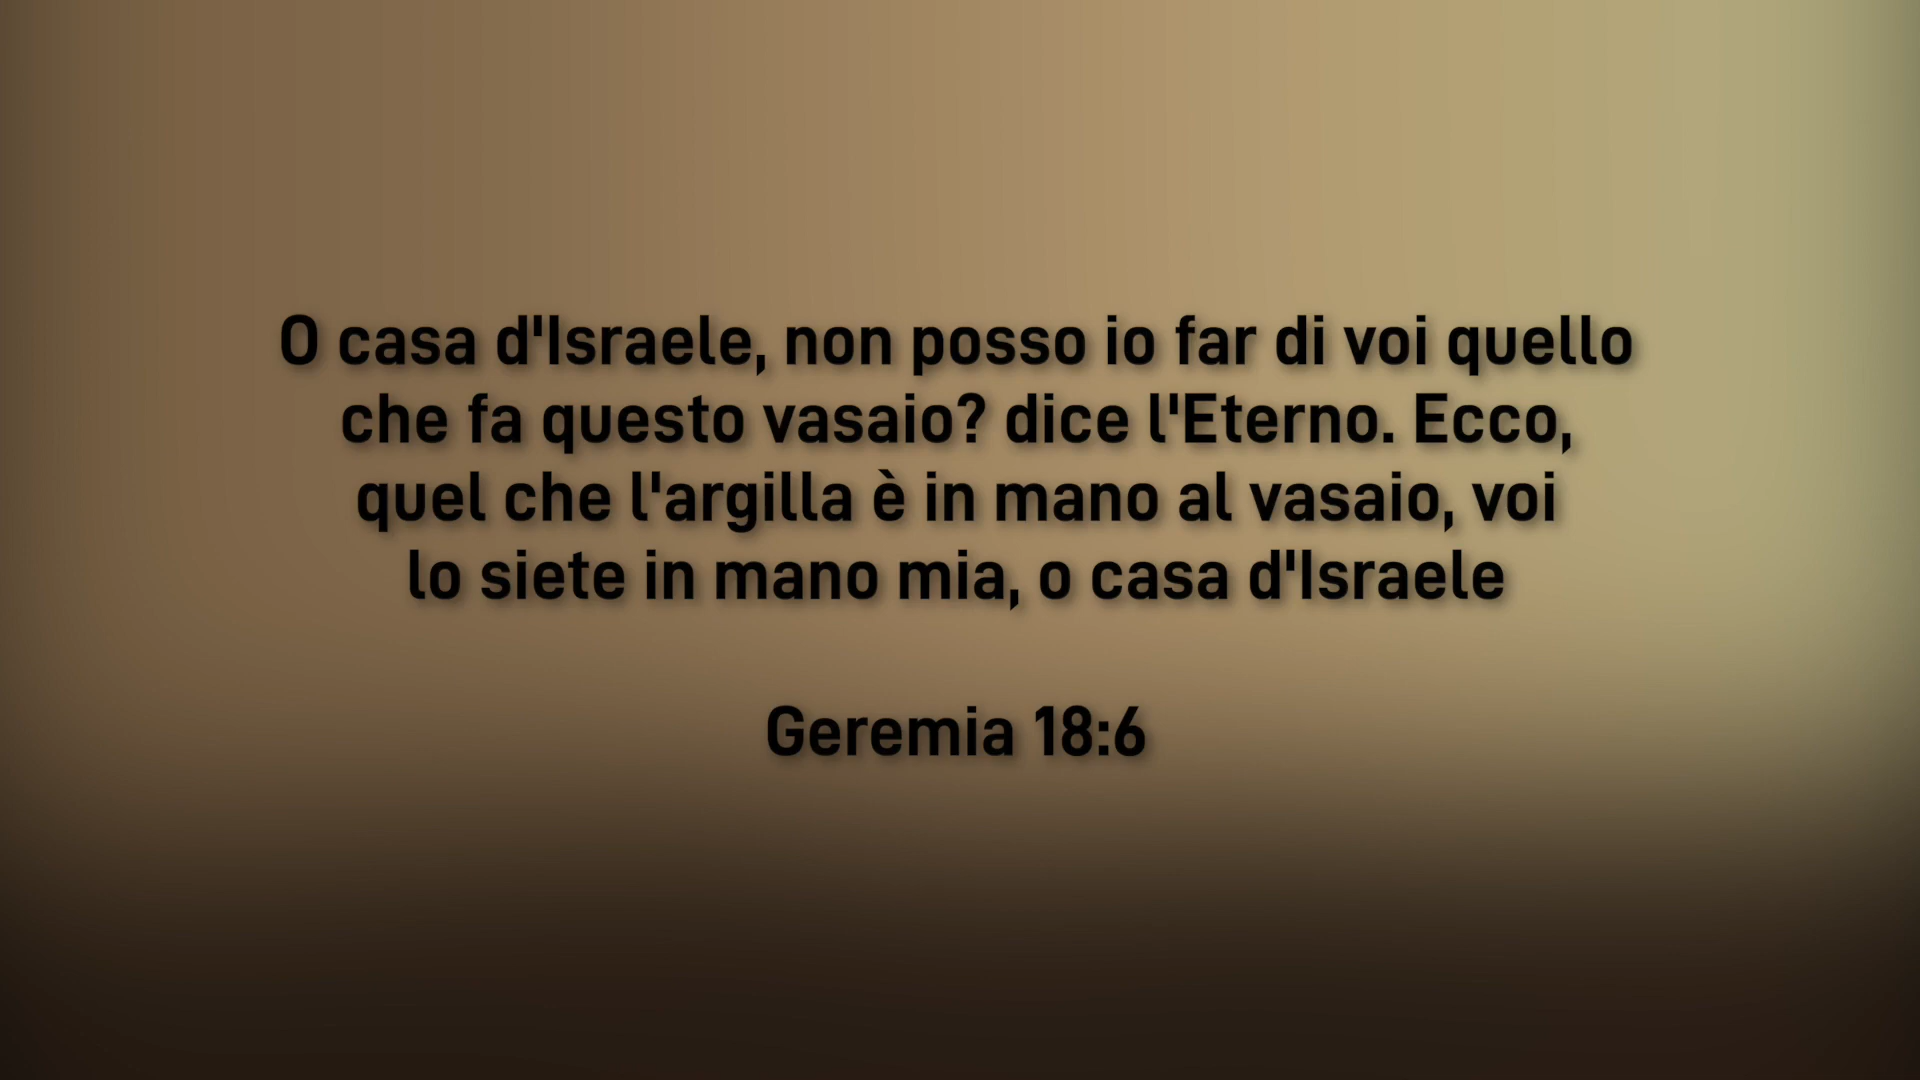 O casa d'Israele, non posso io far di voi quello
che fa questo vasaio? dice l'Eterno. Ecco,
quel che l'argilla è in mano al vasaio, voi
lo siete in mano mia, o casa d'Israele
Geremia 18:6